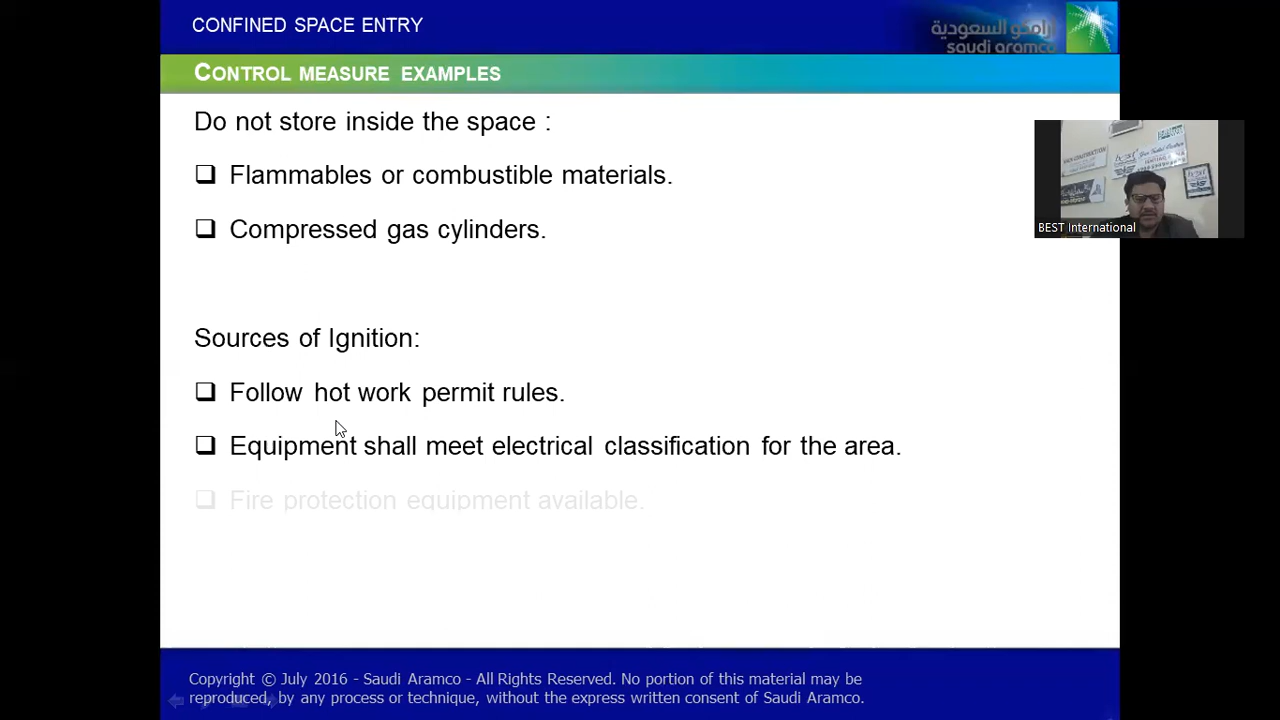 CONFINED SPACE ENTRY
أرامكو السعودية
saudi aramco
CONTROL MEASURE EXAMPLES
Do not store inside the space :
Flammables or combustible materials.
Compressed gas cylinders.
BEST International
Sources of Ignition:
Follow hot work permit rules.
Equipment shall meet electrical classification for the area.
Fire protection equipment available.
Copyright © July 2016 - Saudi Aramco - All Rights Reserved. No portion of this material may be
reproduced, by any process or technique, without the express written consent of Saudi Aramco.